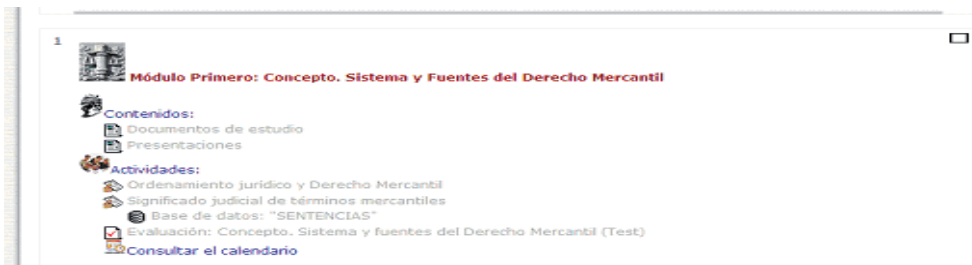 1
Módulo Primero: Concepto. Sistema y Fuentes del Derecho Mercantil
Contenidos:
Documentos de estudio
Presentaciones
Actividades:
Ordenamiento jurídico y Derecho Mercantil
Significado judicial de términos mercantiles
Base de datos: "SENTENCIAS"
Evaluación: Concepto. Sistema y fuentes del Derecho Mercantil (Test)
Consultar el calendario